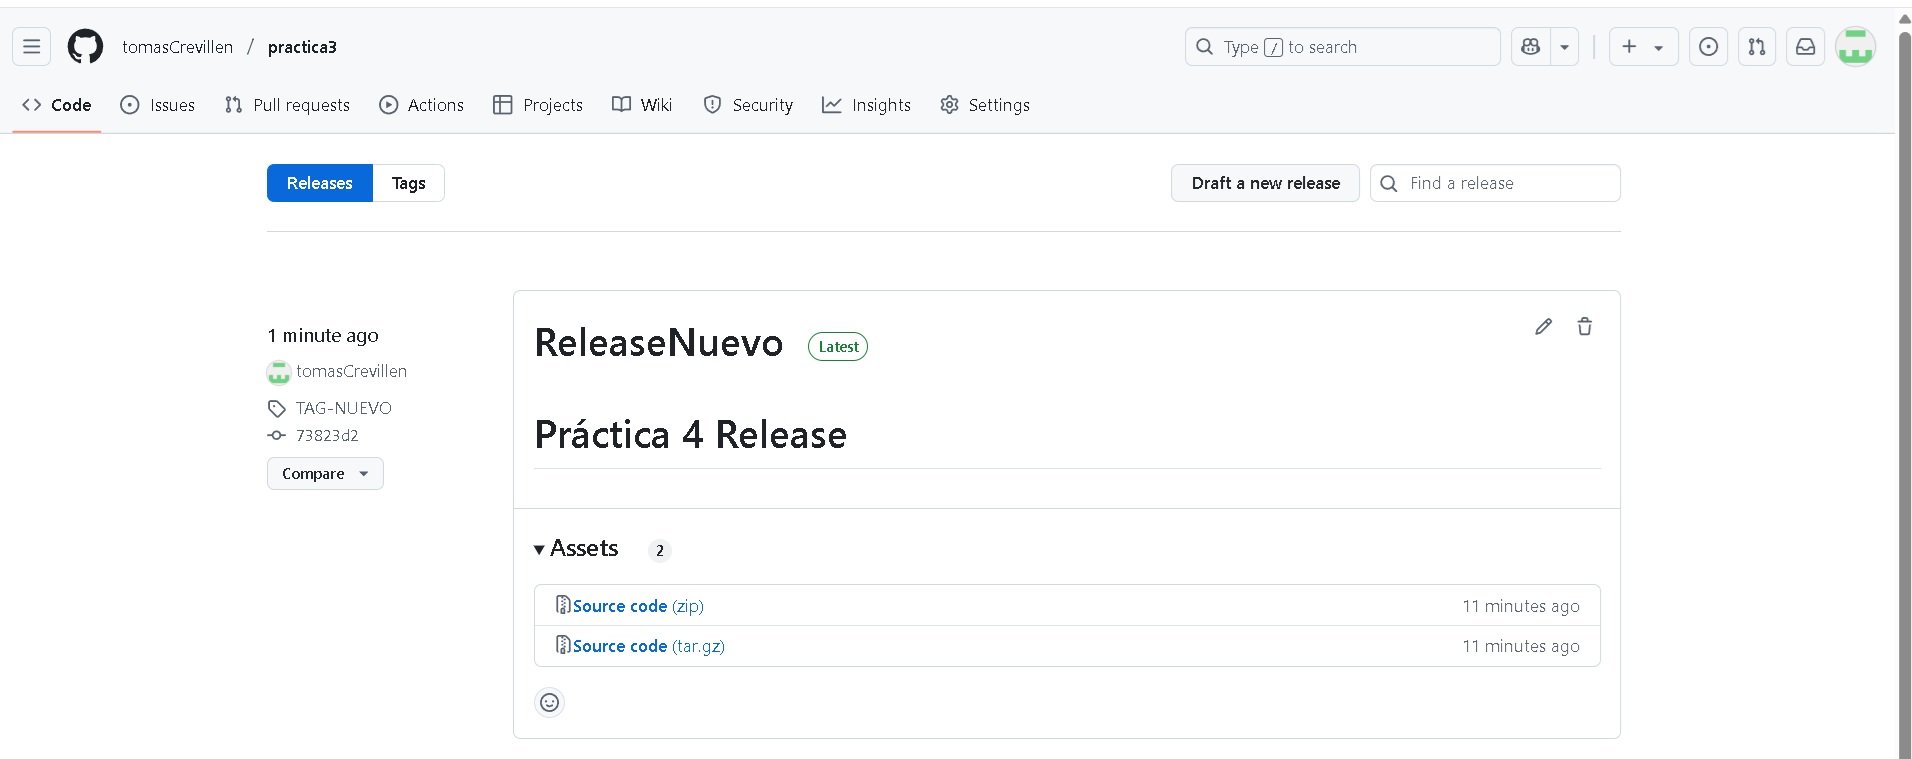 tomasCrevillen / practica3
Type / to search
Code Issues Pull requests Actions Projects Wiki Security Insights Settings
Releases Tags
Draft a new release
Find a release
1 minute ago
tomasCrevillen
TAG-NUEVO
73823d2
Compare
ReleaseNuevo Latest
Práctica 4 Release
Assets 2
Source code (zip) 11 minutes ago
Source code (tar.gz) 11 minutes ago